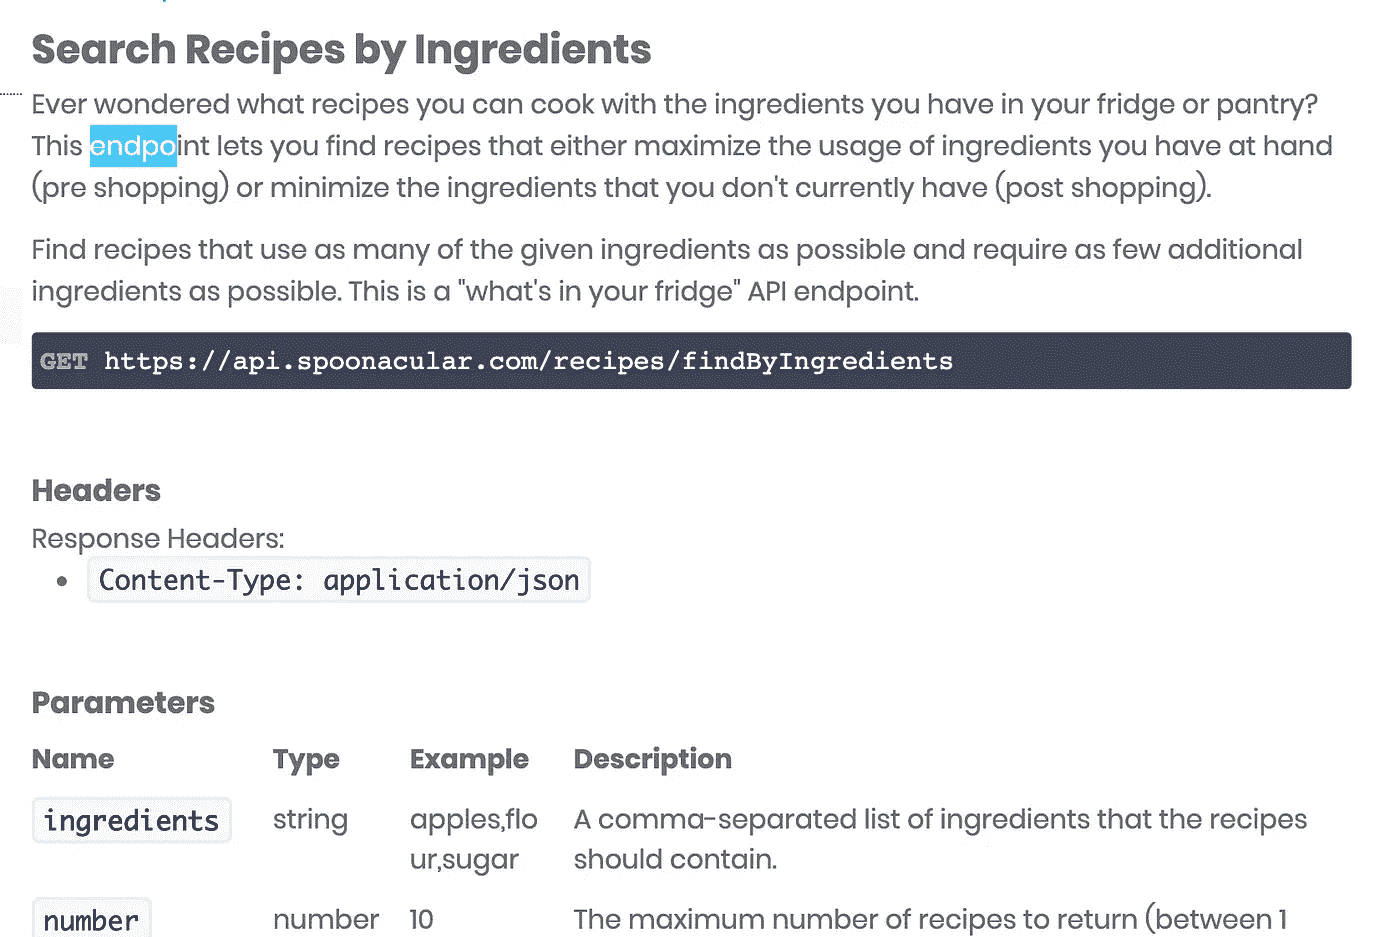 Search Recipes by Ingredients
Ever wondered what recipes you can cook with the ingredients you have in your fridge or pantry?
This endpoint lets you find recipes that either maximize the usage of ingredients you have at hand
(pre shopping) or minimize the ingredients that you don't currently have (post shopping).
Find recipes that use as many of the given ingredients as possible and require as few additional
ingredients as possible. This is a "what's in your fridge" API endpoint.
GET https://api.spoonacular.com/recipes/findByIngredients
Headers
Response Headers:
Content-Type: application/json
Parameters
Name Type Example Description
ingredients string apples,flo A comma-separated list of ingredients that the recipes
ur,sugar should contain.
number number 10 The maximum number of recipes to return (between 1